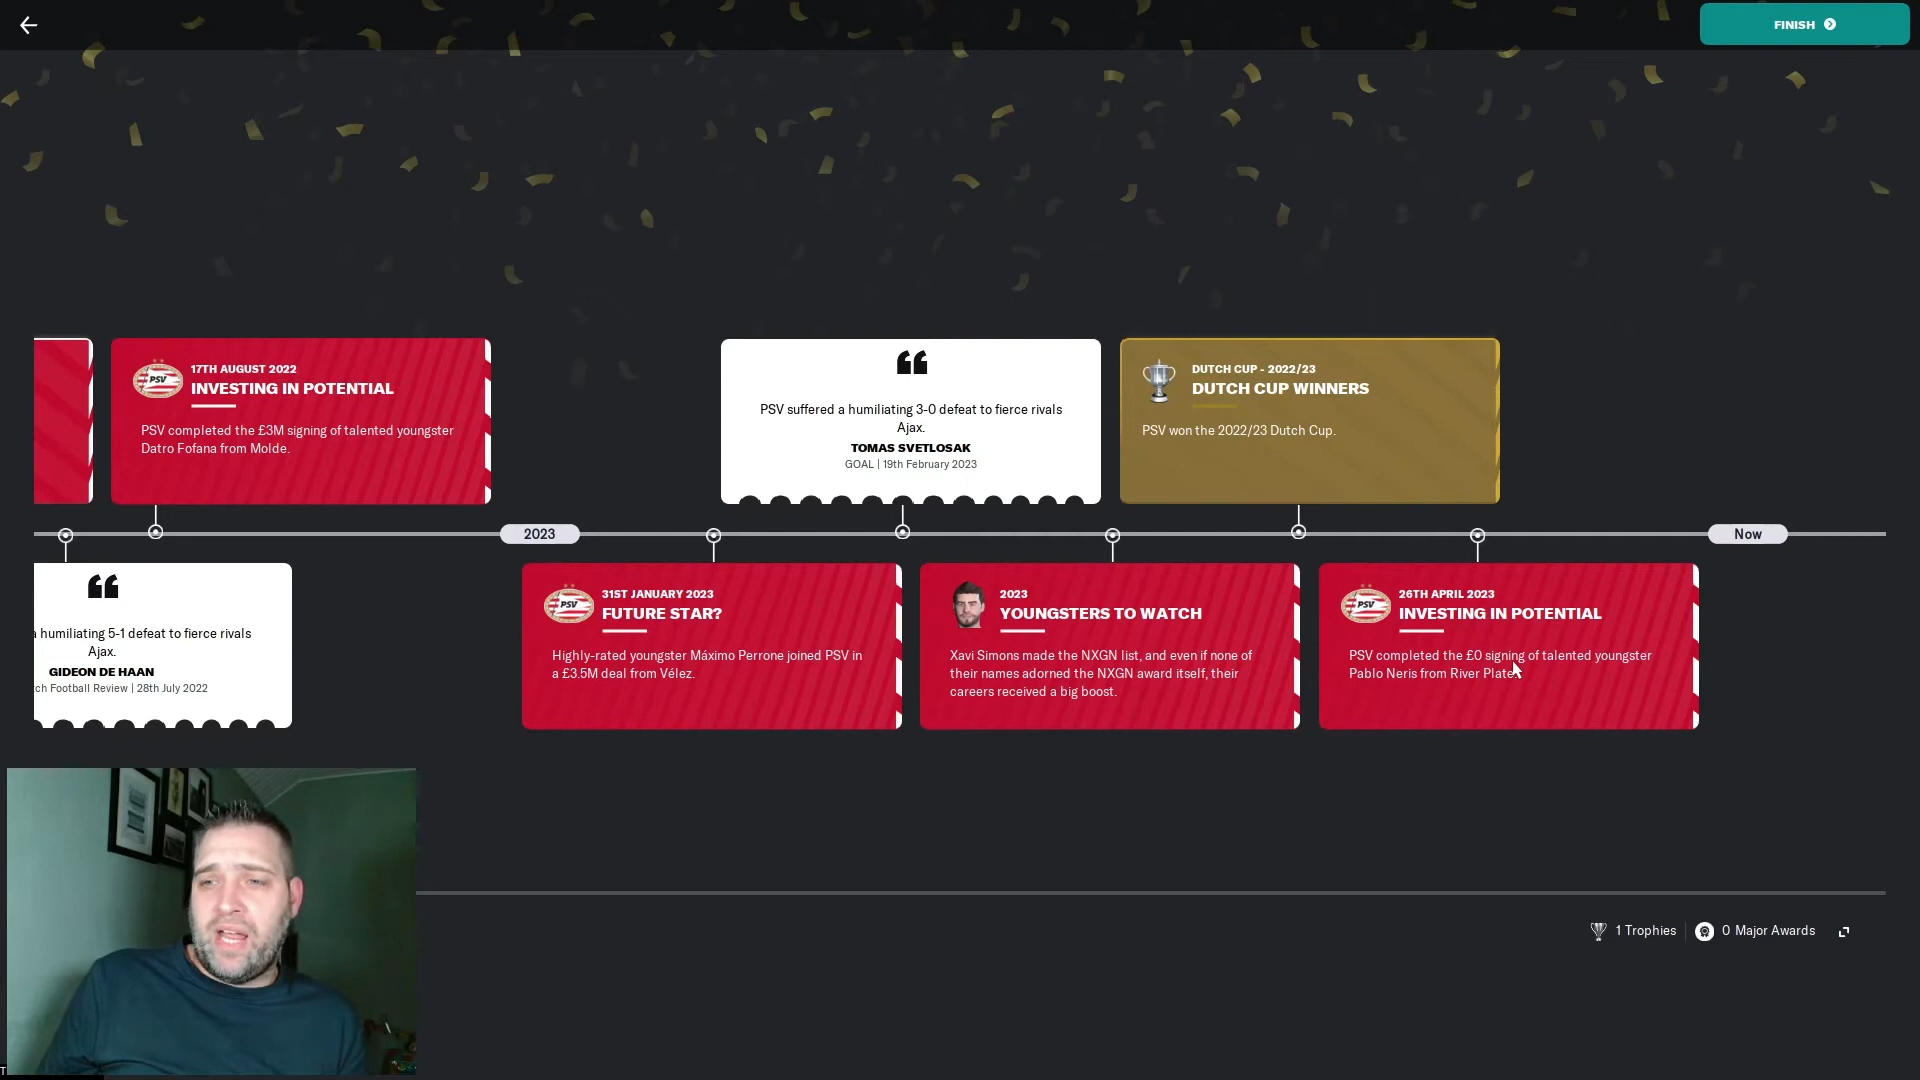 FINISH
17TH AUGUST 2022
INVESTING IN POTENTIAL
PSV completed the £3M signing of talented youngster
Datro Fofana from Molde.
PSV suffered a humiliating 3-0 defeat to fierce rivals
Ajax.
TOMAS SVETLOSAK
GOAL | 19th February 2023
DUTCH CUP - 2022/23
DUTCH CUP WINNERS
PSV won the 2022/23 Dutch Cup.
2023
Now
a humiliating 5-1 defeat to fierce rivals
Ajax.
GIDEON DE HAAN
ch Football Review | 28th July 2022
PSV
31ST JANUARY 2023
FUTURE STAR?
Highly-rated youngster Máximo Perrone joined PSV in
a £3.5M deal from Vélez.
2023
YOUNGSTERS TO WATCH
Xavi Simons made the NXGN list, and even if none of
their names adorned the NXGN award itself, their
careers received a big boost.
PSV
26TH APRIL 2023
INVESTING IN POTENTIAL
PSV completed the £0 signing of talented youngster
Pablo Neris from River Plate.
1 Trophies
0 Major Awards